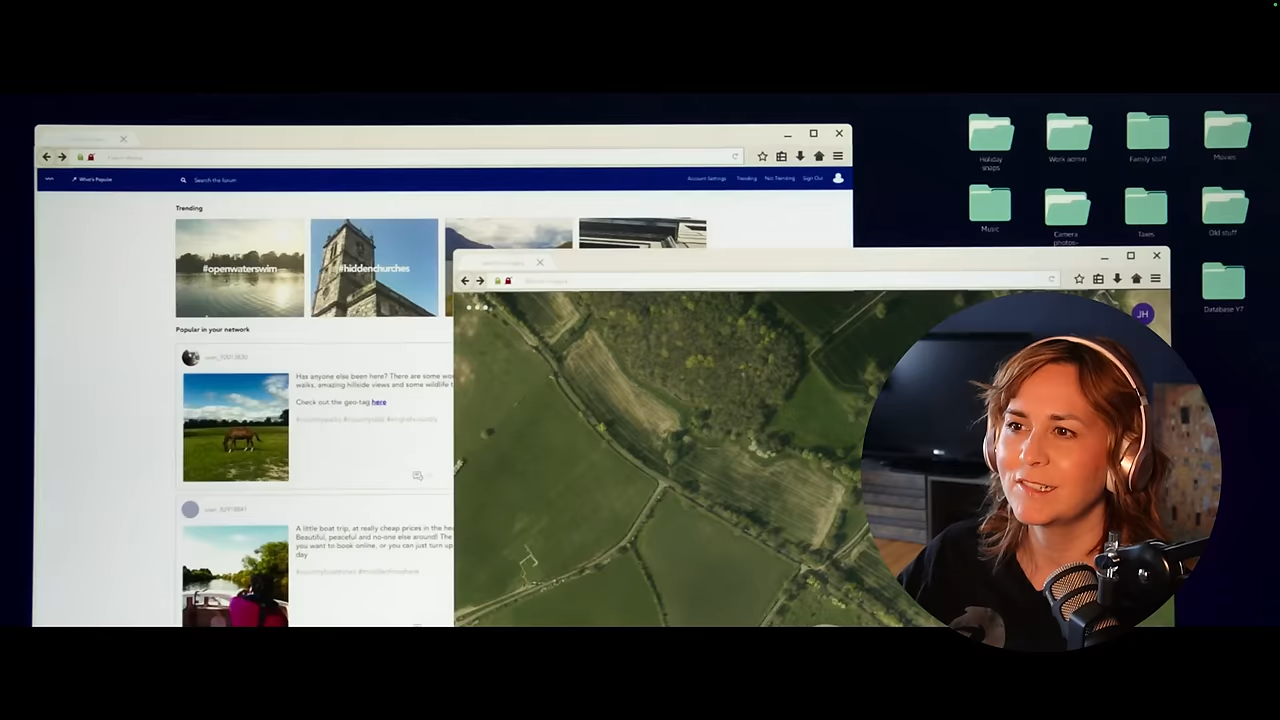 What's Popular
Search the forum
Account Settings
Trending
Not Trending
Sign Out
Trending
#openwaterswim
#hiddenchurches
Popular in your network
Has anyone else been here? There are some
walks, amazing hillside views and some wildlife
Check out the geo-tag here
A little boat trip, at really cheap prices in the
Beautiful, peaceful and no-one else around! The
you want to book online, or you can just turn up
day
JH
Holiday
snaps
Work admin
Family stuff
Movies
Music
Camera
photos-
Taxes
Old stuff
Database Y7